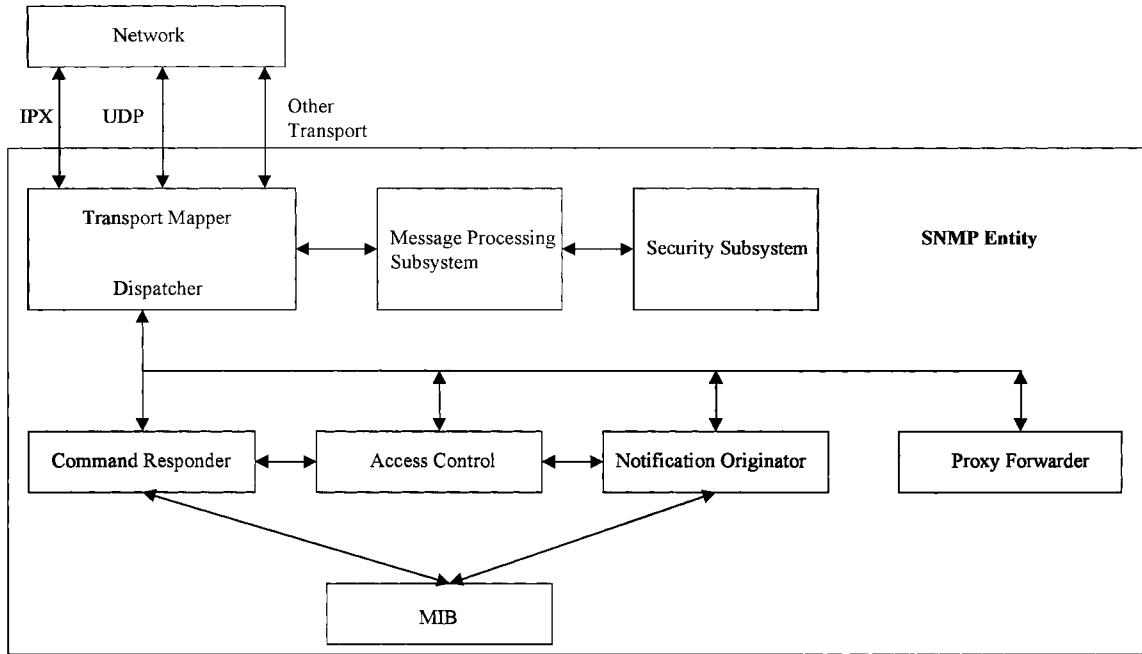 Network
IPX
UDP
Other
Transport
Transport Mapper
Dispatcher
Message Processing
Subsystem
Security Subsystem
SNMP Entity
Command Responder
Access Control
Notification Originator
Proxy Forwarder
MIB